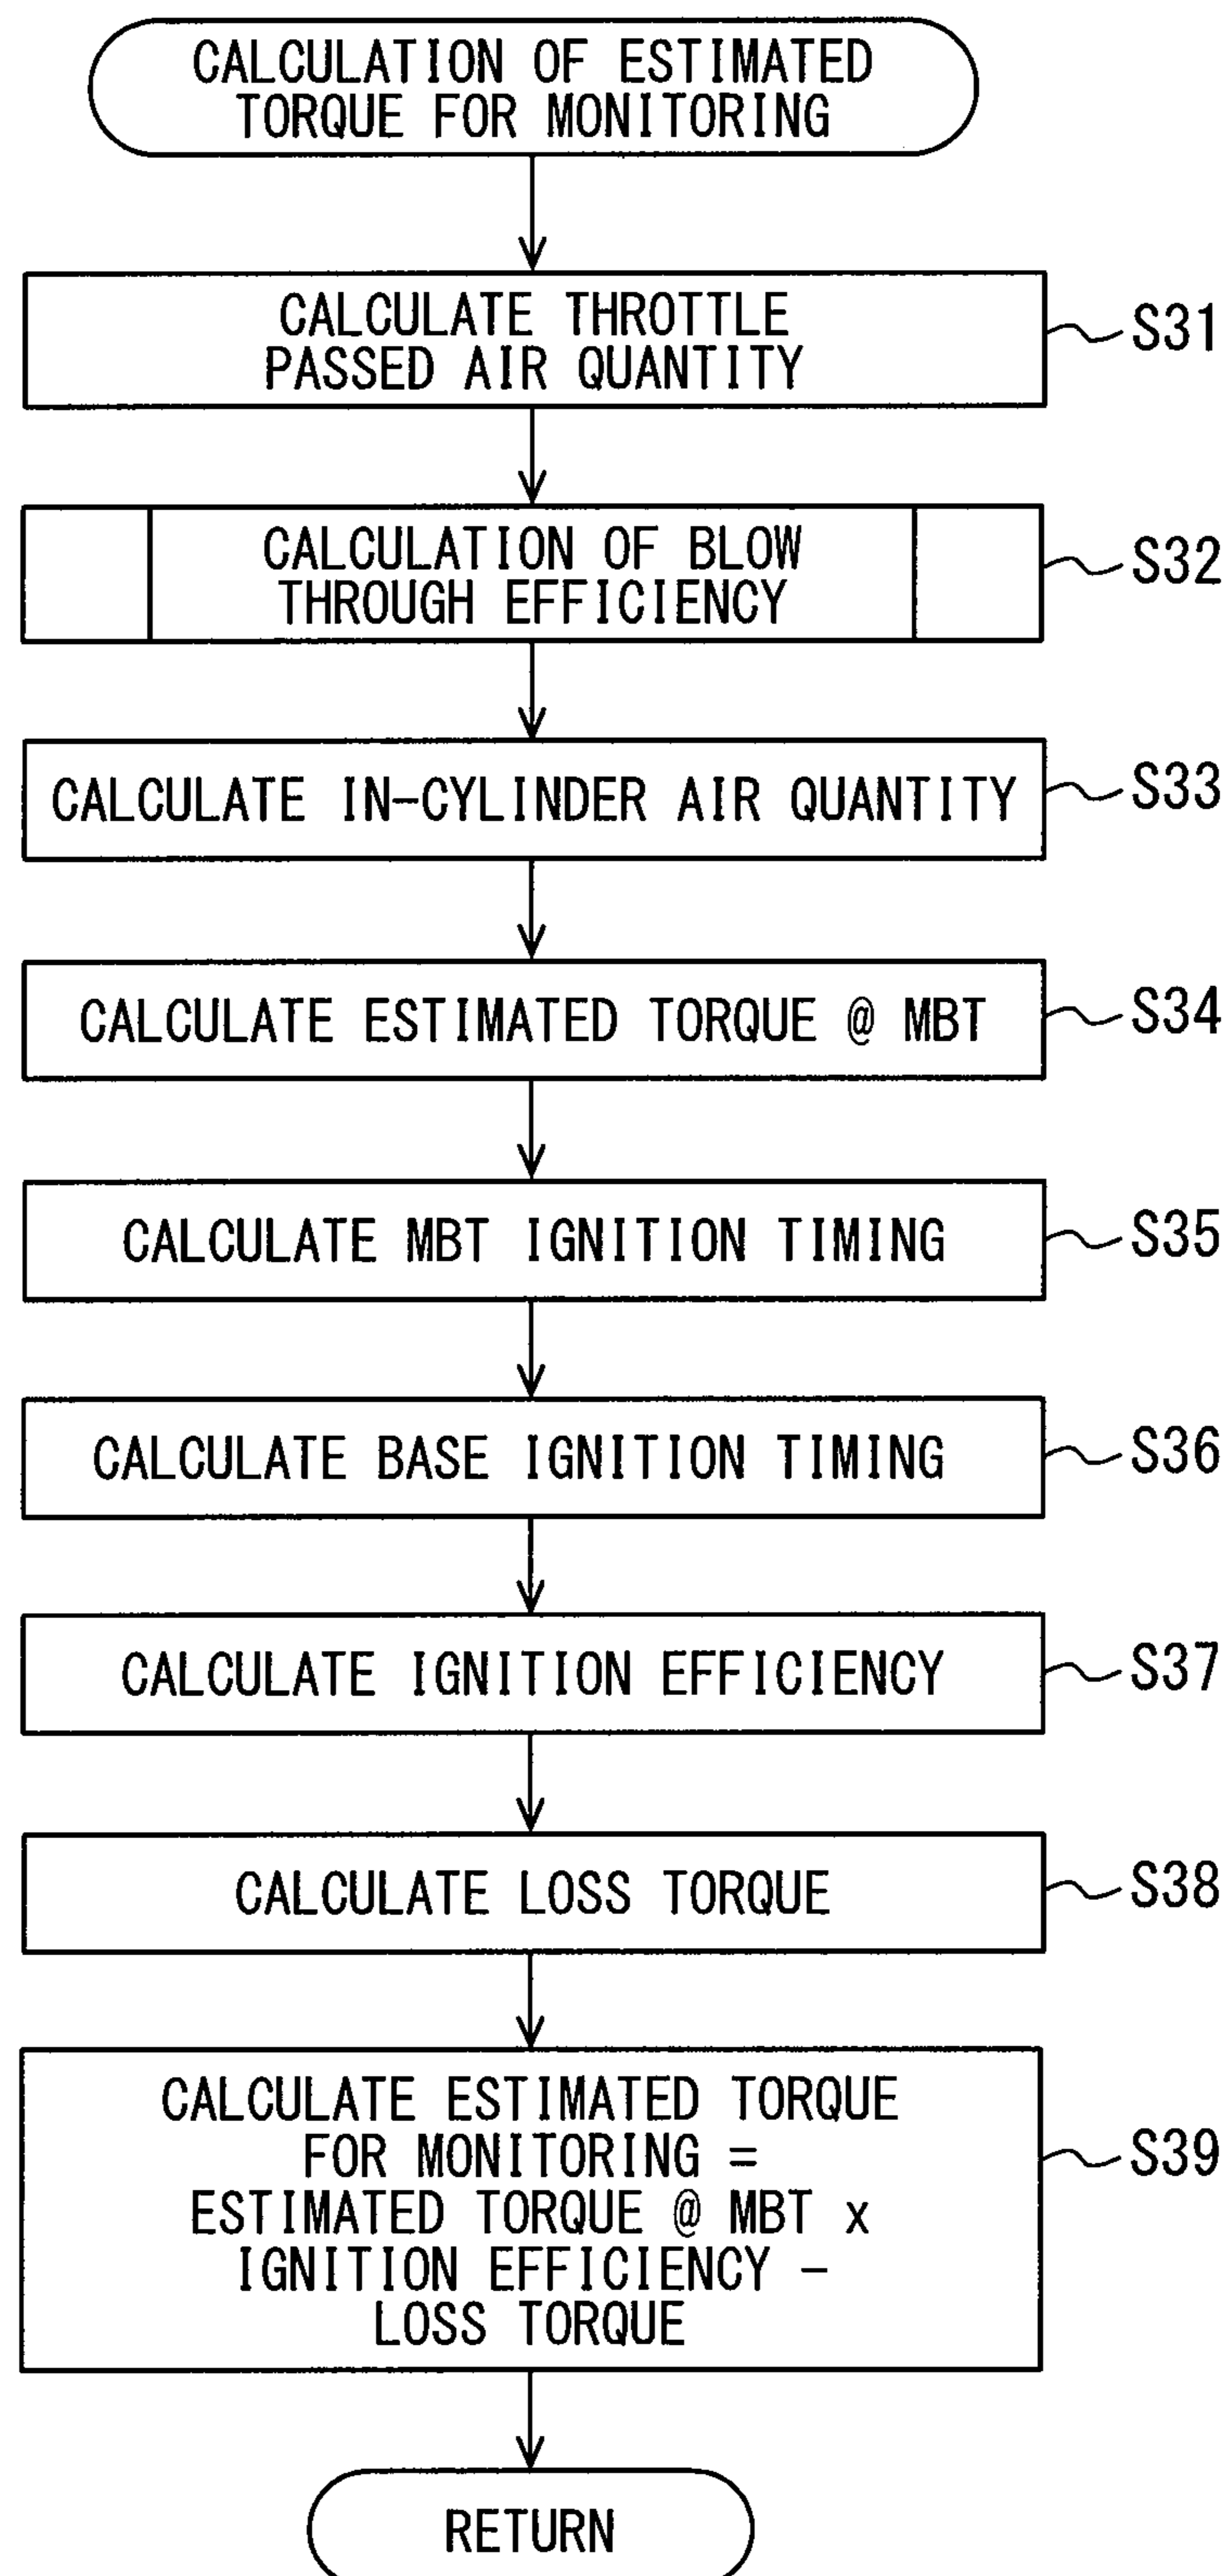 CALCULATION OF ESTIMATED
TORQUE FOR MONITORING
CALCULATE THROTTLE
PASSED AIR QUANTITY
S31
CALCULATION OF BLOW
THROUGH EFFICIENCY
S32
CALCULATE IN-CYLINDER AIR QUANTITY
S33
CALCULATE ESTIMATED TORQUE @ MBT
S34
CALCULATE MBT IGNITION TIMING
S35
CALCULATE BASE IGNITION TIMING
S36
CALCULATE IGNITION EFFICIENCY
S37
CALCULATE LOSS TORQUE
S38
CALCULATE ESTIMATED TORQUE
FOR MONITORING =
ESTIMATED TORQUE @ MBT x
IGNITION EFFICIENCY -
LOSS TORQUE
S39
RETURN